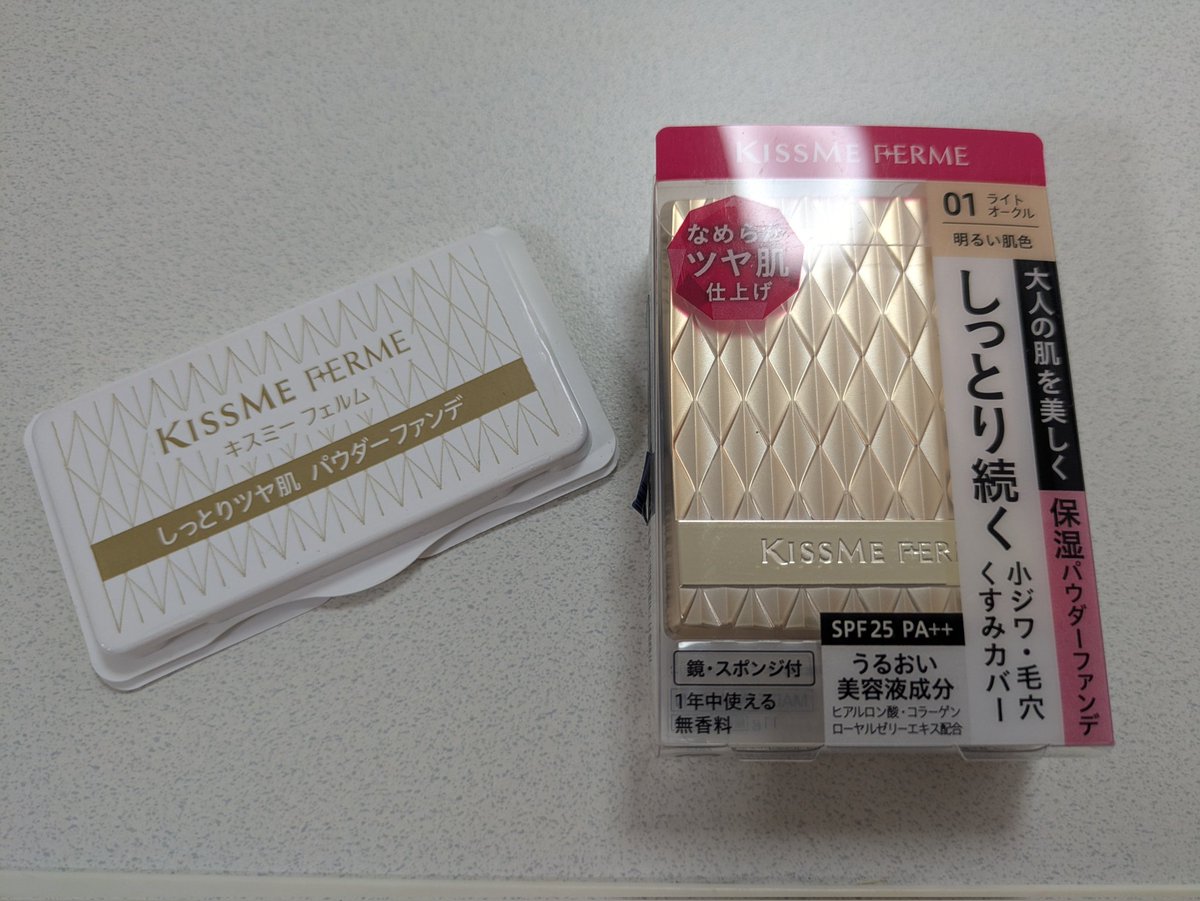 KISSME FERME
キスミー フェルム
しっとりツヤ肌 パウダーファンデ
KISSME FERME
なめらか
ツヤ肌
仕上げ
01 ライト
オークル
明るい肌色
大人の肌を美しく
保湿パウダーファンデ
しっとり続く
小ジワ・毛穴
くすみカバー
KISSME FER
SPF25 PA++
うるおい
美容液成分
ヒアルロン酸・コラーゲン
ローヤルゼリーエキス配合
鏡・スポンジ付
1年中使える
無香料